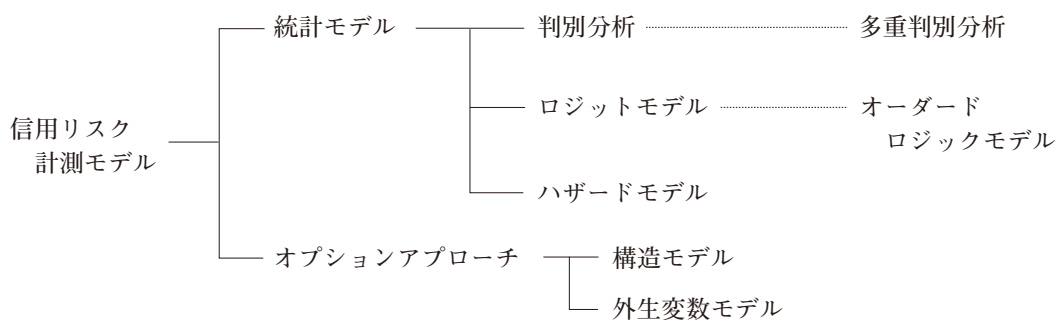 統計モデル
判別分析
多重判別分析
信用リスク
計測モデル
ロジットモデル
オーダード
ロジックモデル
ハザードモデル
オプションアプローチ
構造モデル
外生変数モデル